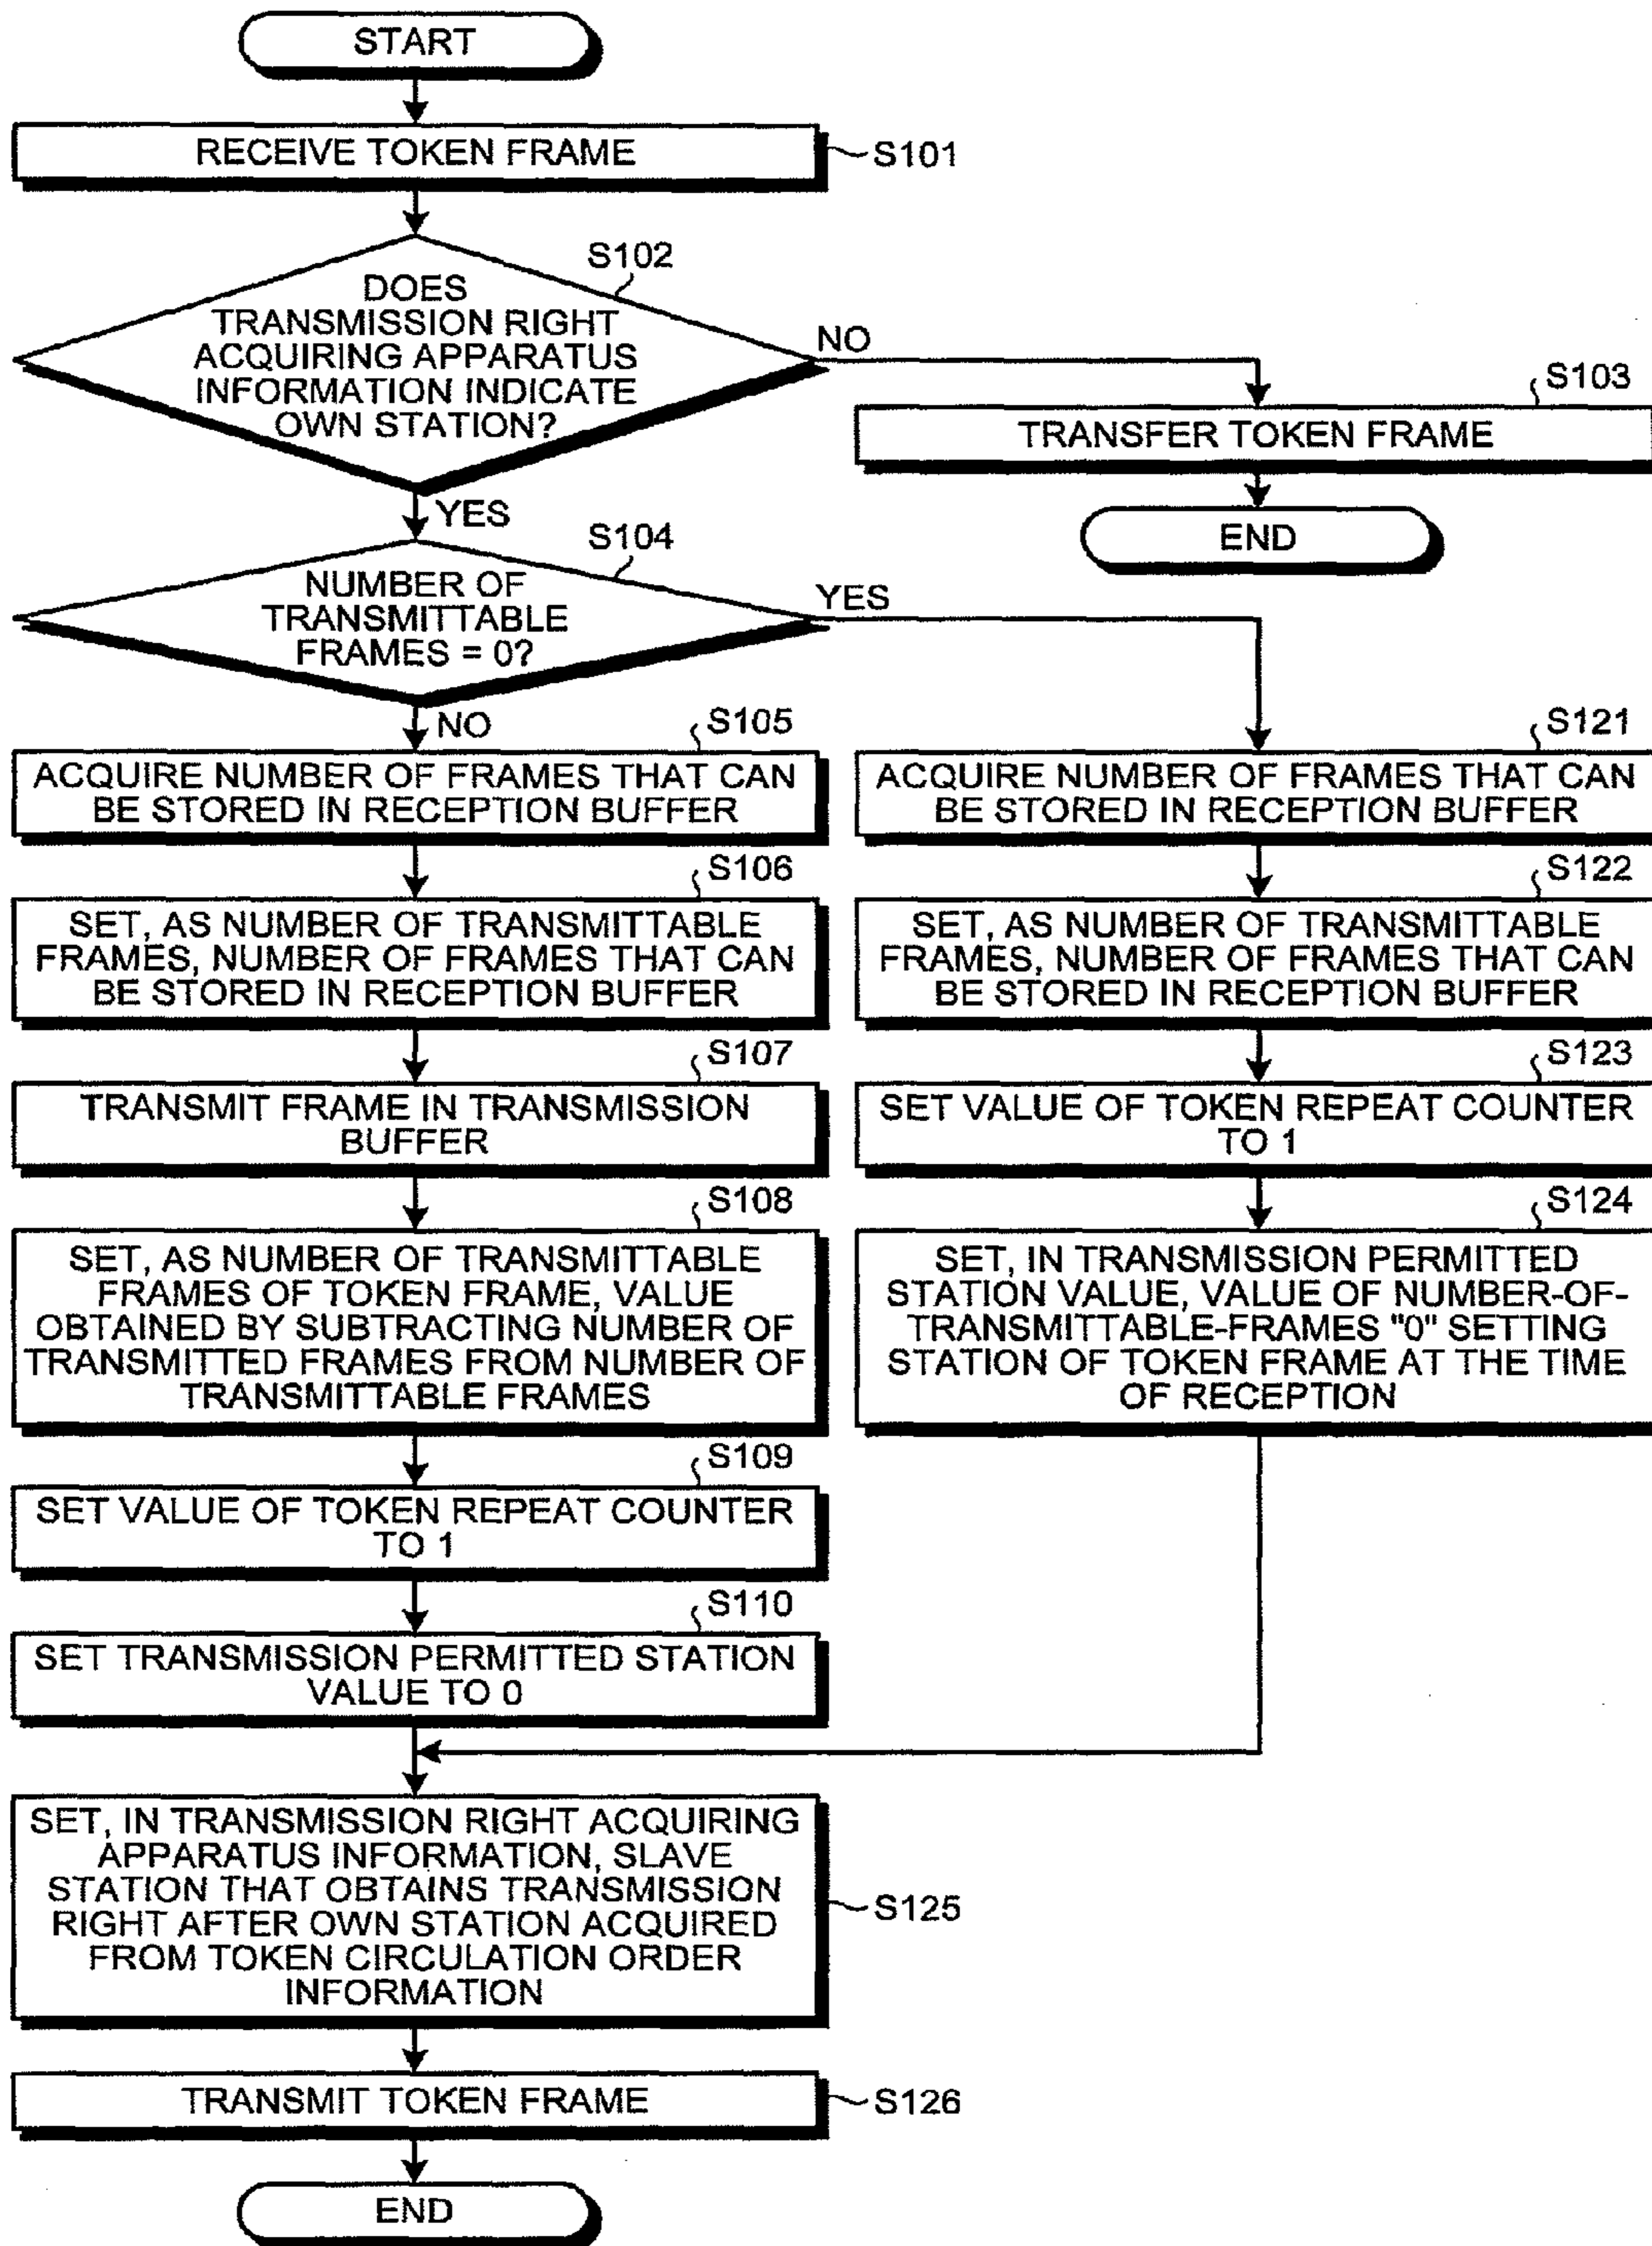 START
RECEIVE TOKEN FRAME
S101
S102
DOES
TRANSMISSION RIGHT
ACQUIRING APPARATUS
INFORMATION INDICATE
OWN STATION?
NO
S103
TRANSFER TOKEN FRAME
END
YES
S104
NUMBER OF
TRANSMITTABLE
FRAMES = 0?
YES
NO
S105
ACQUIRE NUMBER OF FRAMES THAT CAN
BE STORED IN RECEPTION BUFFER
S106
SET, AS NUMBER OF TRANSMITTABLE
FRAMES, NUMBER OF FRAMES THAT CAN
BE STORED IN RECEPTION BUFFER
S107
TRANSMIT FRAME IN TRANSMISSION
BUFFER
S108
SET, AS NUMBER OF TRANSMITTABLE
FRAMES OF TOKEN FRAME, VALUE
OBTAINED BY SUBTRACTING NUMBER OF
TRANSMITTED FRAMES FROM NUMBER OF
TRANSMITTABLE FRAMES
S109
SET VALUE OF TOKEN REPEAT COUNTER
TO 1
S110
SET TRANSMISSION PERMITTED STATION
VALUE TO 0
S121
ACQUIRE NUMBER OF FRAMES THAT CAN
BE STORED IN RECEPTION BUFFER
S122
SET, AS NUMBER OF TRANSMITTABLE
FRAMES, NUMBER OF FRAMES THAT CAN
BE STORED IN RECEPTION BUFFER
S123
SET VALUE OF TOKEN REPEAT COUNTER
TO 1
S124
SET, IN TRANSMISSION PERMITTED
STATION VALUE, VALUE OF NUMBER-OF-
TRANSMITTABLE-FRAMES "0" SETTING
STATION OF TOKEN FRAME AT THE TIME
OF RECEPTION
SET, IN TRANSMISSION RIGHT ACQUIRING
APPARATUS INFORMATION, SLAVE
STATION THAT OBTAINS TRANSMISSION
RIGHT AFTER OWN STATION ACQUIRED
FROM TOKEN CIRCULATION ORDER
INFORMATION
S125
TRANSMIT TOKEN FRAME
S126
END